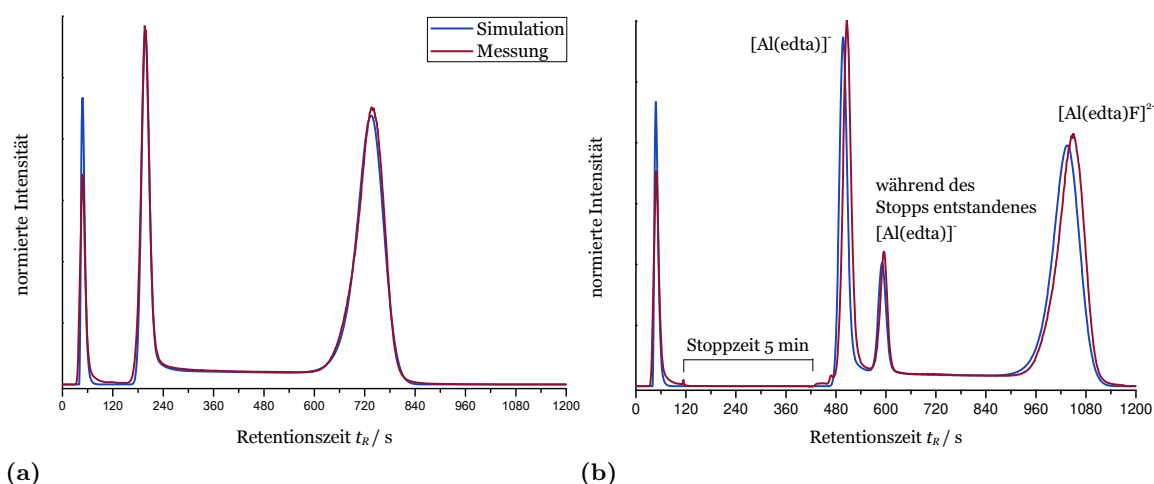 Simulation
Messung
normierte Intensität
0 120 240 360 480 600 720 840 960 1080 1200
Retentionszeit tR / s
(a)
[Al(edta)]-
[Al(edta)F]2-
während des
Stopps entstandenes
[Al(edta)]-
Stoppzeit 5 min
normierte Intensität
0 120 240 360 480 600 720 840 960 1080 1200
Retentionszeit tR / s
(b)